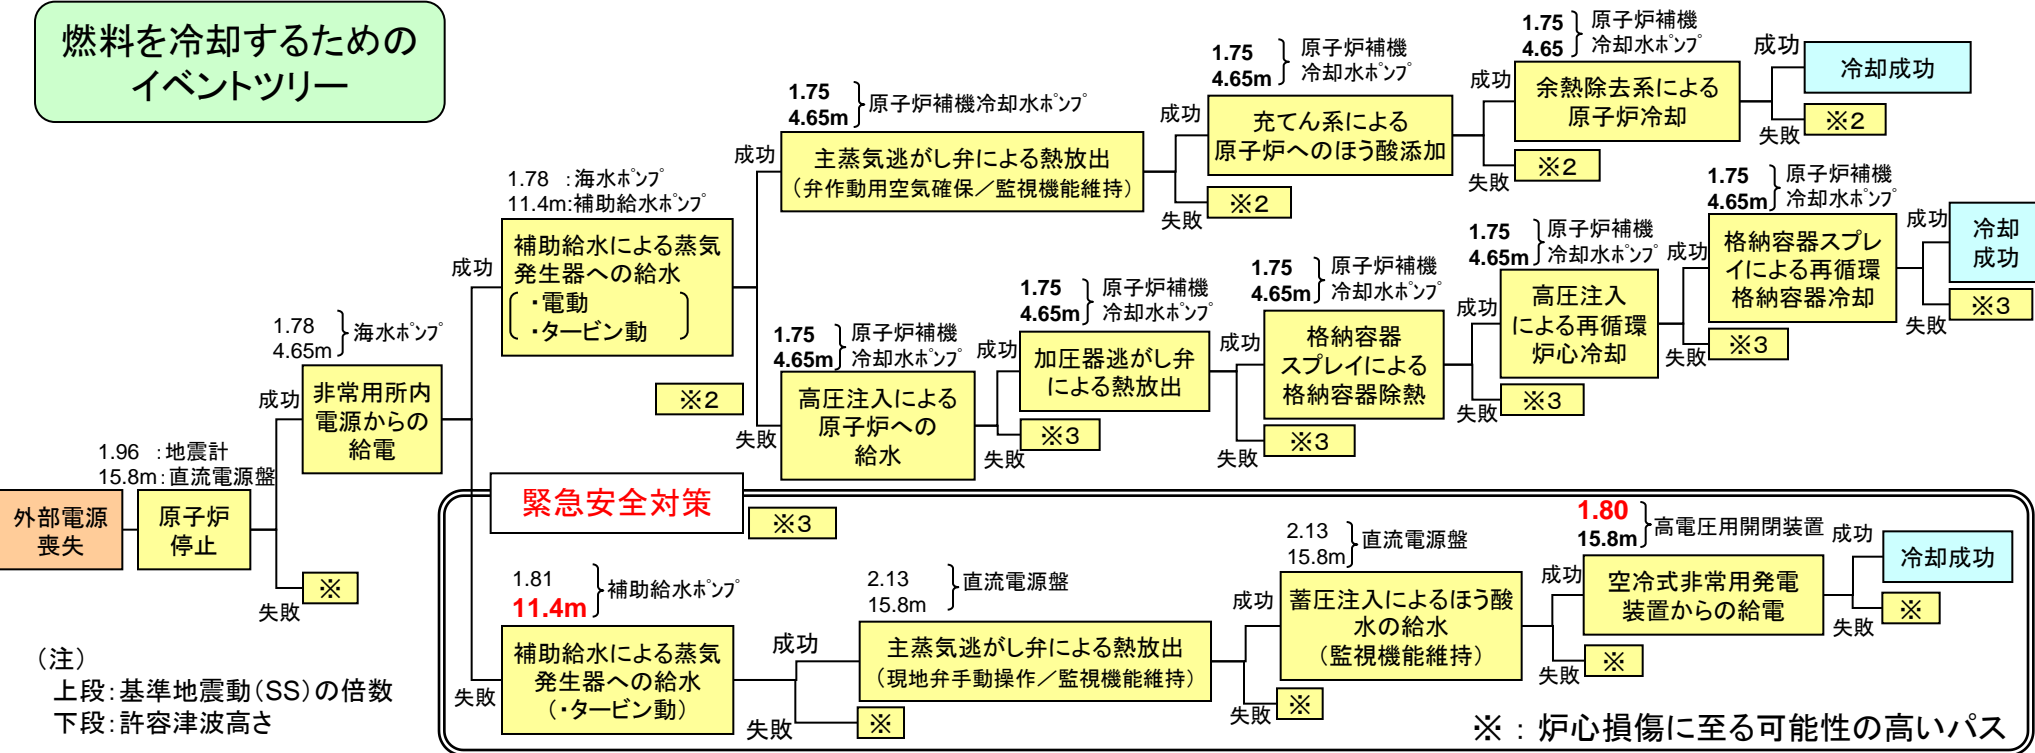 燃料を冷却するための
イベントツリー
外部電源
喪失
1.96 :地震計
15.8m:直流電源盤
原子炉
停止
失敗
※
成功
1.78
4.65m
海水ポンプ
非常用所内
電源からの
給電
成功
1.78 :海水ポンプ
11.4m:補助給水ポンプ
補助給水による蒸気
発生器への給水
・電動
・タービン動
※2
成功
1.75
4.65m
原子炉補機冷却水ポンプ
主蒸気逃がし弁による熱放出
(弁作動用空気確保/監視機能維持)
失敗
※2
成功
1.75
4.65m
原子炉補機
冷却水ポンプ
充てん系による
原子炉へのほう酸添加
失敗
※2
成功
1.75
4.65
原子炉補機
冷却水ポンプ
余熱除去系による
原子炉冷却
成功
冷却成功
失敗
※2
失敗
1.75
4.65m
原子炉補機
冷却水ポンプ
高圧注入による
原子炉への
給水
失敗
※3
成功
1.75
4.65m
原子炉補機
冷却水ポンプ
加圧器逃がし弁
による熱放出
失敗
※3
成功
1.75
4.65m
原子炉補機
冷却水ポンプ
格納容器
スプレイによる
格納容器除熱
失敗
※3
成功
1.75
4.65m
原子炉補機
冷却水ポンプ
高圧注入
による再循環
炉心冷却
失敗
※3
成功
1.75
4.65m
原子炉補機
冷却水ポンプ
格納容器スプレ
イによる再循環
格納容器冷却
成功
冷却
成功
失敗
※3
緊急安全対策
※3
失敗
1.81
11.4m
補助給水ポンプ
補助給水による蒸気
発生器への給水
(・タービン動)
失敗
※
成功
2.13
15.8m
直流電源盤
主蒸気逃がし弁による熱放出
(現地弁手動操作/監視機能維持)
失敗
※
成功
2.13
15.8m
直流電源盤
蓄圧注入によるほう酸
水の給水
(監視機能維持)
失敗
※
成功
1.80
15.8m
高電圧用開閉装置
空冷式非常用発電
装置からの給電
成功
冷却成功
失敗
※
(注)
上段:基準地震動(SS)の倍数
下段:許容津波高さ
※:炉心損傷に至る可能性の高いパス